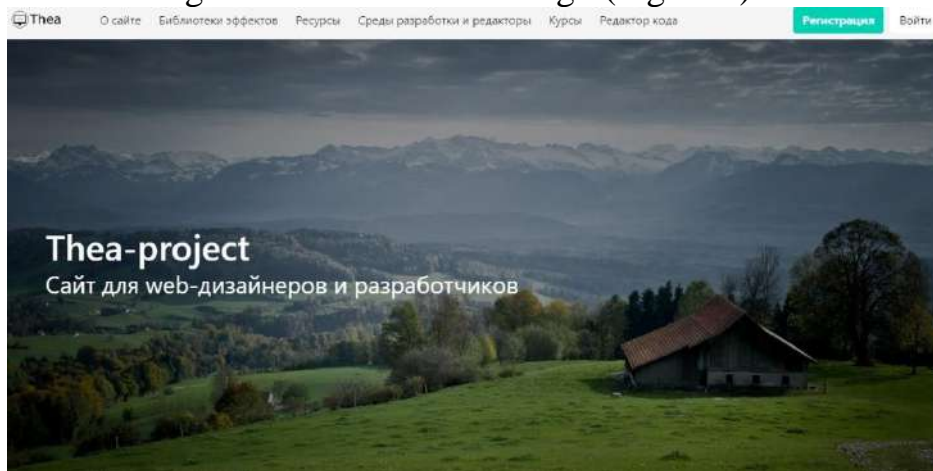 Thea О сайте Библиотеки эффектов Ресурсы Среды разработки и редакторы Курсы Редактор кода Регистрация Войти
Thea-project
Сайт для web-дизайнеров и разработчиков